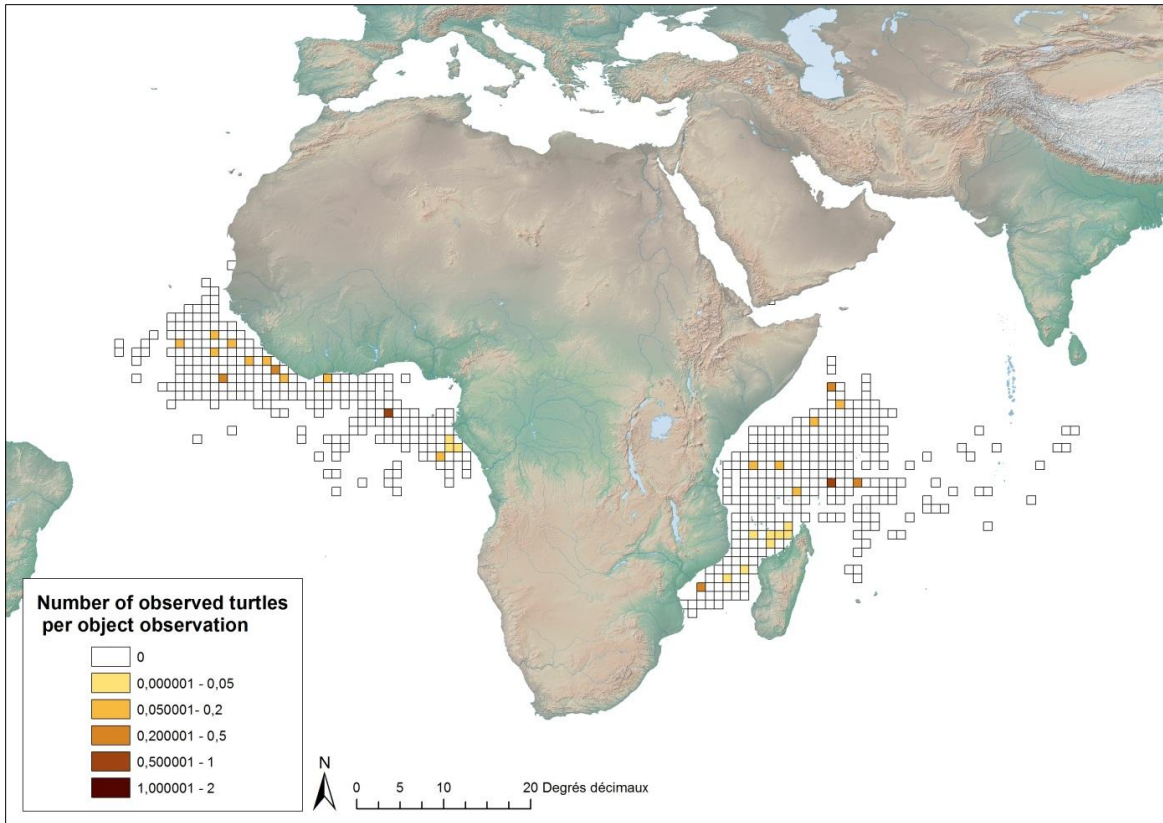 Number of observed turtles
per object observation
0
0,000001 - 0,05
0,050001- 0,2
0,200001 - 0,5
0,500001 - 1
1,000001 - 2
N
0 5 10 20 Degrés décimaux